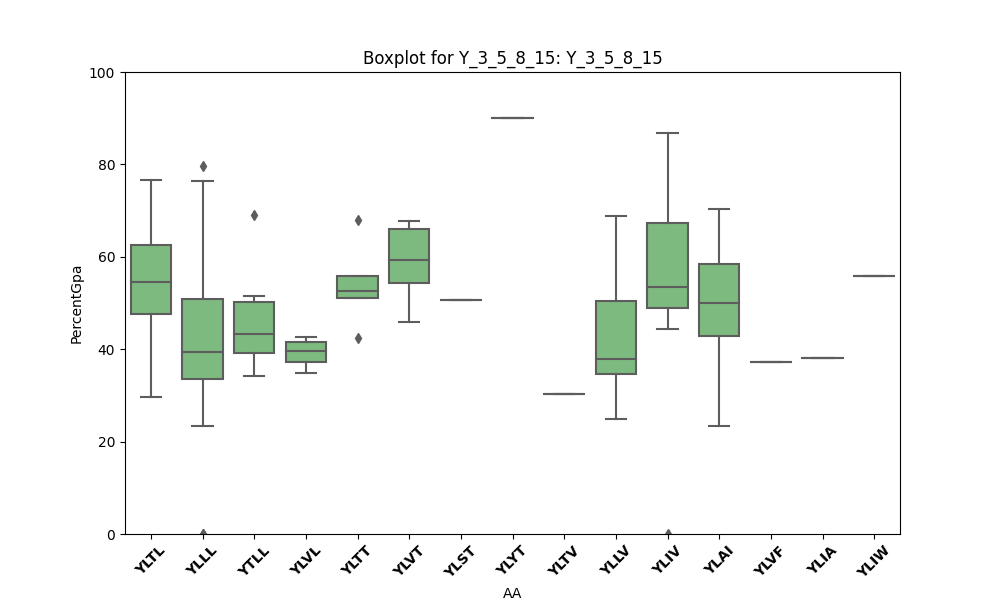 Boxplot for Y_3_5_8_15: Y_3_5_8_15
100
80
60
40
20
0
PercentGpa
YLTL YLLL YTLL YLVL YLTT YLVT YLST YLYT YLTV YLLV YLIV YLAI YLVF YLIA YLIW
AA